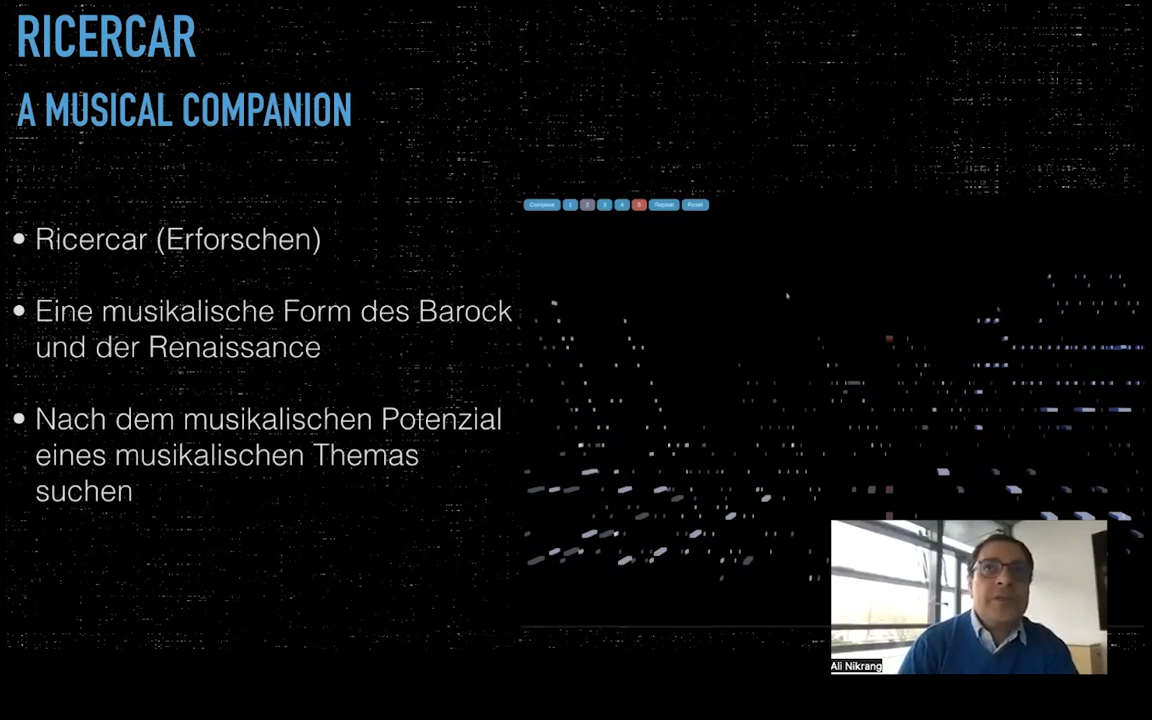 RICERCAR
A MUSICAL COMPANION
Compose 1 2 3 4 5 Repeat Reset
• Ricercar (Erforschen)
• Eine musikalische Form des Barock
und der Renaissance
• Nach dem musikalischen Potenzial
eines musikalischen Themas
suchen
Ali Nikrang